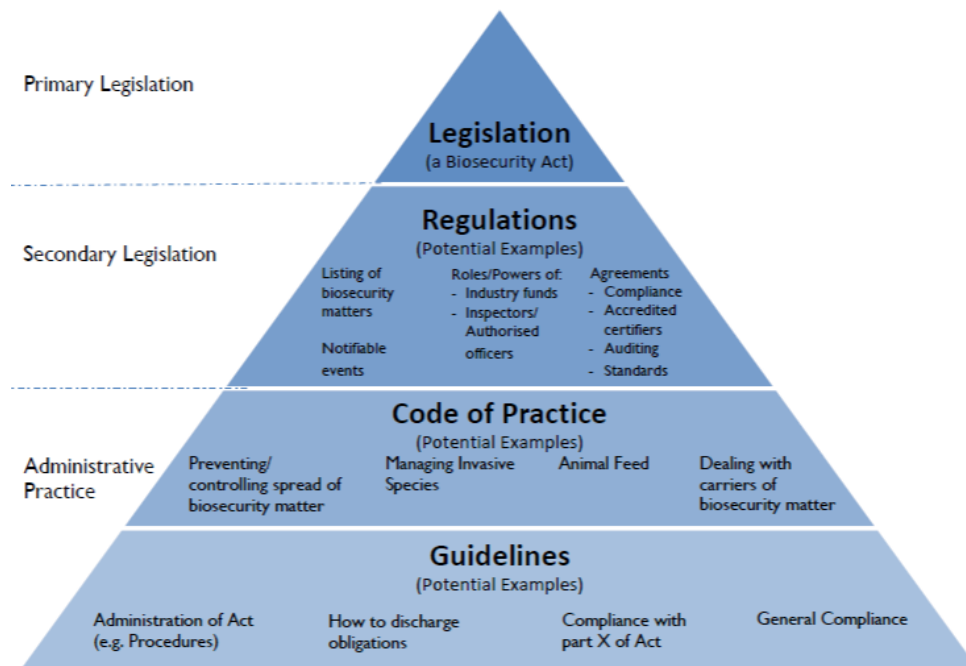 Primary Legislation
Legislation
(a Biosecurity Act)
Secondary Legislation
Regulations
(Potential Examples)
Listing of
biosecurity
matters
Notifiable
events
Roles/Powers of:
- Industry funds
- Inspectors/
Authorised
officers
Agreements
- Compliance
- Accredited
certifiers
- Auditing
- Standards
Administrative
Practice
Code of Practice
(Potential Examples)
Preventing/
controlling spread of
biosecurity matter
Managing Invasive
Species
Animal Feed
Dealing with
carriers of
biosecurity matter
Guidelines
(Potential Examples)
Administration of Act
(e.g. Procedures)
How to discharge
obligations
Compliance with
part X of Act
General Compliance